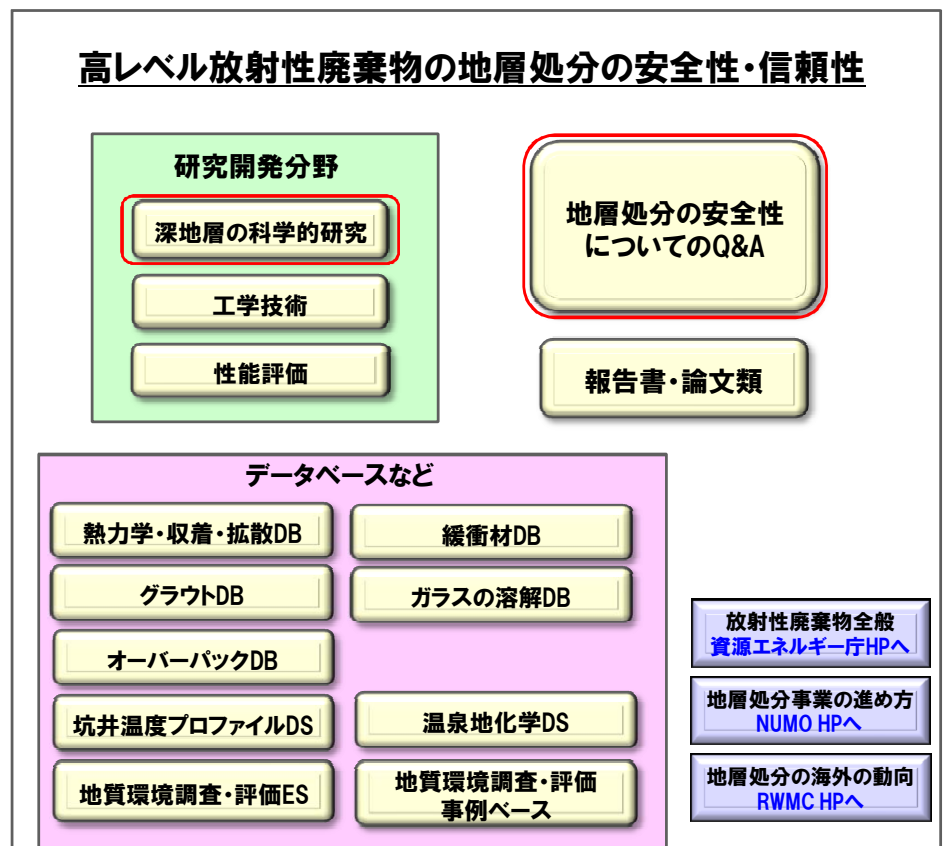 高レベル放射性廃棄物の地層処分の安全性・信頼性
研究開発分野
深地層の科学的研究
工学技術
性能評価
地層処分の安全性
についてのQ&A
報告書・論文類
データベースなど
熱力学・収着・拡散DB
緩衝材DB
グラウトDB
ガラスの溶解DB
オーバーパックDB
坑井温度プロファイルDS
温泉地化学DS
地質環境調査・評価ES
地質環境調査・評価
事例ベース
放射性廃棄物全般
資源エネルギー庁HPへ
地層処分事業の進め方
NUMO HPへ
地層処分の海外の動向
RWMC HPへ